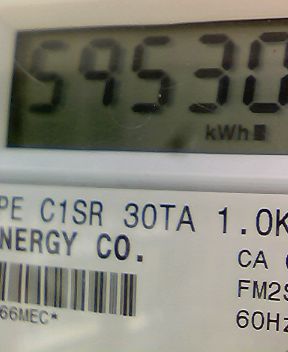 59530
kWh
PE C1SR 30TA 1.0K
NERGY CO.
CA
FM2S
66MEC*
60Hz